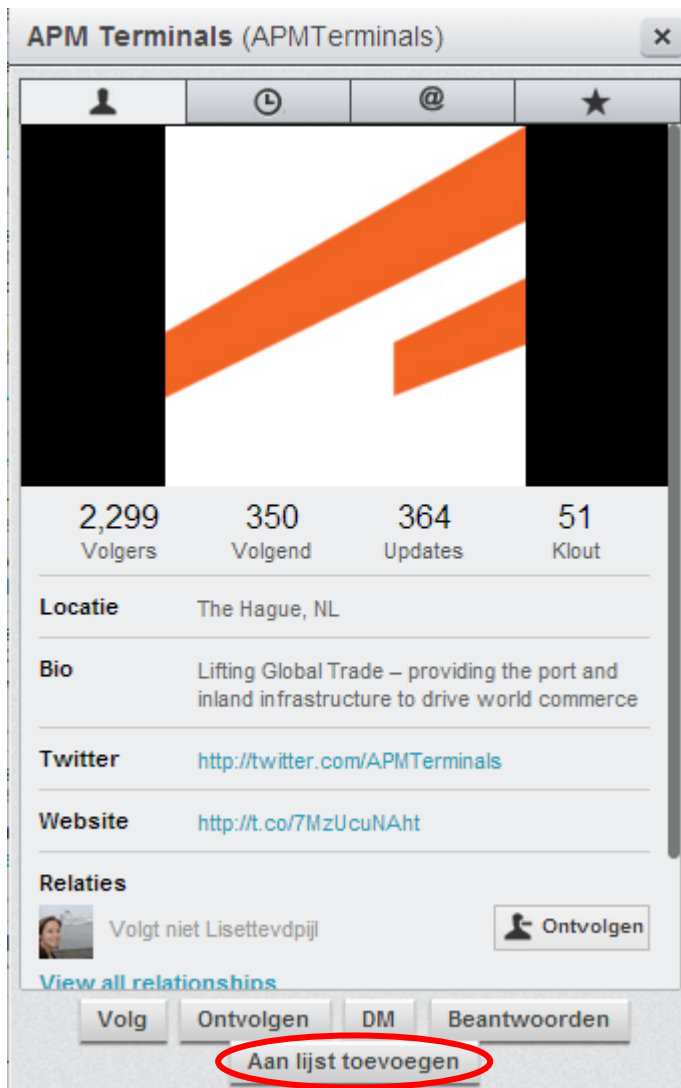 APM Terminals (APMTerminals)
@
2,299 350 364 51
Volgers Volgend Updates Klout
Locatie The Hague, NL
Bio Lifting Global Trade – providing the port and
inland infrastructure to drive world commerce
Twitter http://twitter.com/APMTerminals
Website http://t.co/7MzUcuNAht
Relaties
Volgt niet Lisettevdpijl Ontvolgen
View all relationships
Volg Ontvolgen DM Beantwoorden
Aan lijst toevoegen